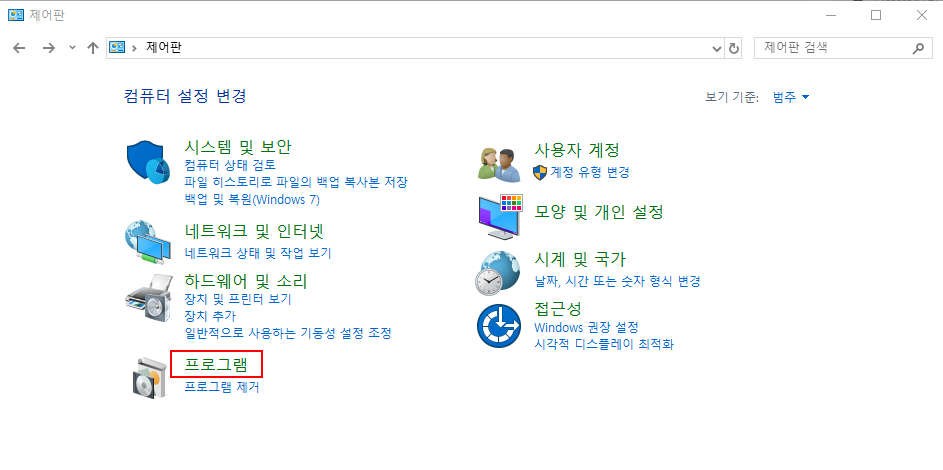 제어판
제어판
제어판 검색
컴퓨터 설정 변경
보기 기준: 범주
시스템 및 보안
컴퓨터 상태 검토
파일 히스토리로 파일의 백업 복사본 저장
백업 및 복원(Windows 7)
네트워크 및 인터넷
네트워크 상태 및 작업 보기
하드웨어 및 소리
장치 및 프린터 보기
장치 추가
일반적으로 사용하는 기동성 설정 조정
프로그램
프로그램 제거
사용자 계정
계정 유형 변경
모양 및 개인 설정
시계 및 국가
날짜, 시간 또는 숫자 형식 변경
접근성
Windows 권장 설정
시각적 디스플레이 최적화